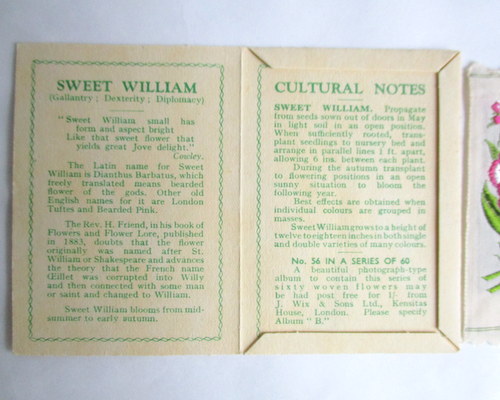 SWEET WILLIAM
(Gallantry ; Dexterity ; Diplomacy)
" Sweet William small has
form and aspect bright
Like that sweet flower that
yields great Jove delight."
Cowley.
The Latin name for Sweet
William is Dianthus Barbatus, which
freely translated means bearded
flower of the gods. Other old
English names for it are London
Tuftes and Bearded Pink.
The Rev. H. Friend, in his book of
Flowers and Flower Lore, published
in 1883, doubts that the flower
originally was named after St.
William or Shakespeare and advances
the theory that the French name
Œillet was corrupted into Willy
and then connected with some man
or saint and changed to William.
Sweet William blooms from mid-
summer to early autumn.
CULTURAL NOTES
SWEET WILLIAM. Propagate
from seeds sown out of doors in May
in light soil in an open position.
When sufficiently rooted, trans-
plant seedlings to nursery bed and
arrange in parallel lines 1 ft. apart,
allowing 6 ins. between each plant.
During the autumn transplant
to flowering positions in an open
sunny situation to bloom the
following year.
Best effects are obtained when
individual colours are grouped in
masses.
Sweet William grows to a height of
twelve to eighteen inches in both single
and double varieties of many colours.
No. 56 IN A SERIES OF 60
A beautiful photograph-type
album to contain this series of
sixty woven flowers may
be had post free for 1/- from
J. Wix & Sons Ltd., Kensitas
House, London. Please specify
Album " B."